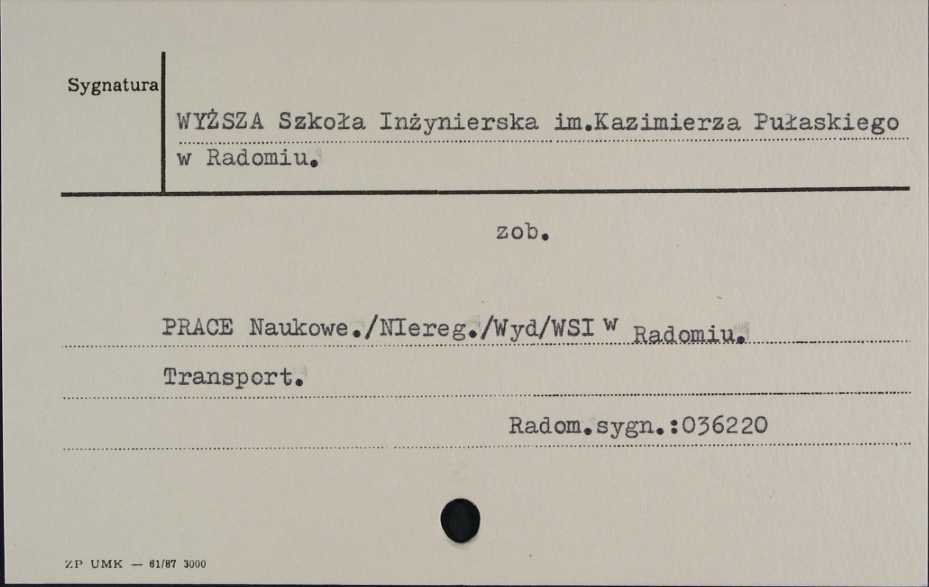 Sygnatura
WYŻSZA Szkoła Inżynierska im.Kazimierza Pułaskiego
w Radomiu.
zob.
PRACE Naukowe./NIereg./Wyd/WSI w Radomiu.
Transport.
Radom.sygn.:036220
ZP UMK — 61/87 3000